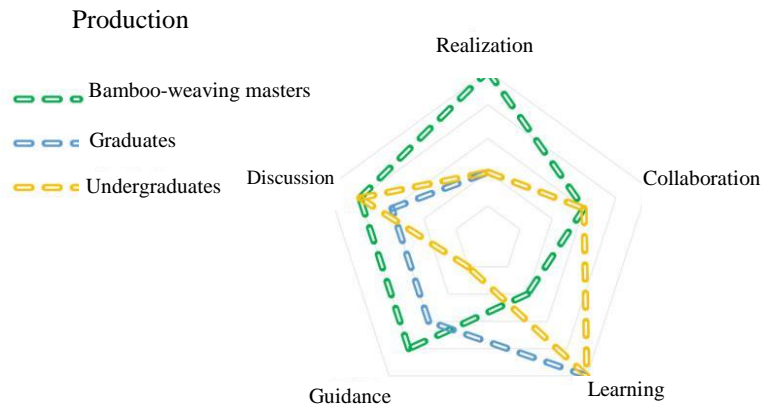 Production
Realization
Bamboo-weaving masters
Graduates
Undergraduates
Discussion
Collaboration
Guidance
Learning